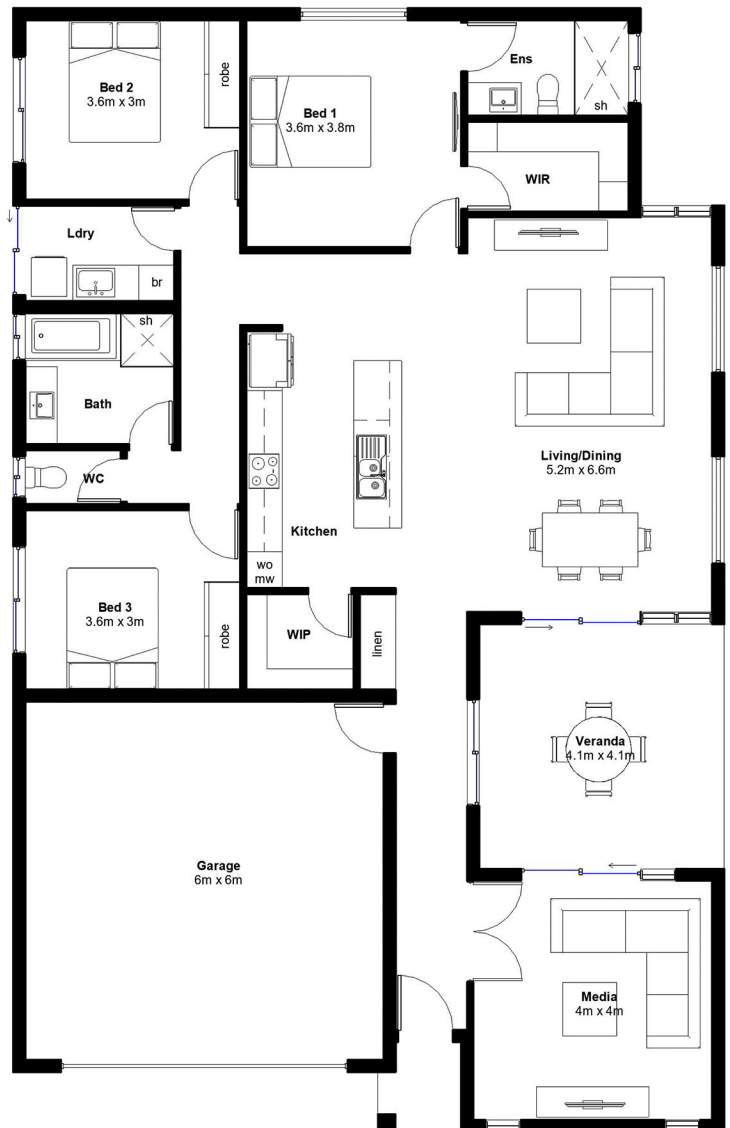 Bed 2
3.6m x 3m
robe
Bed 1
3.6m x 3.8m
Ens
sh
WIR
Ldry
br
sh
Bath
WC
Living/Dining
5.2m x 6.6m
Kitchen
wo
mw
Bed 3
3.6m x 3m
robe
WIP
linen
Veranda
4.1m x 4.1m
Garage
6m x 6m
Media
4m x 4m